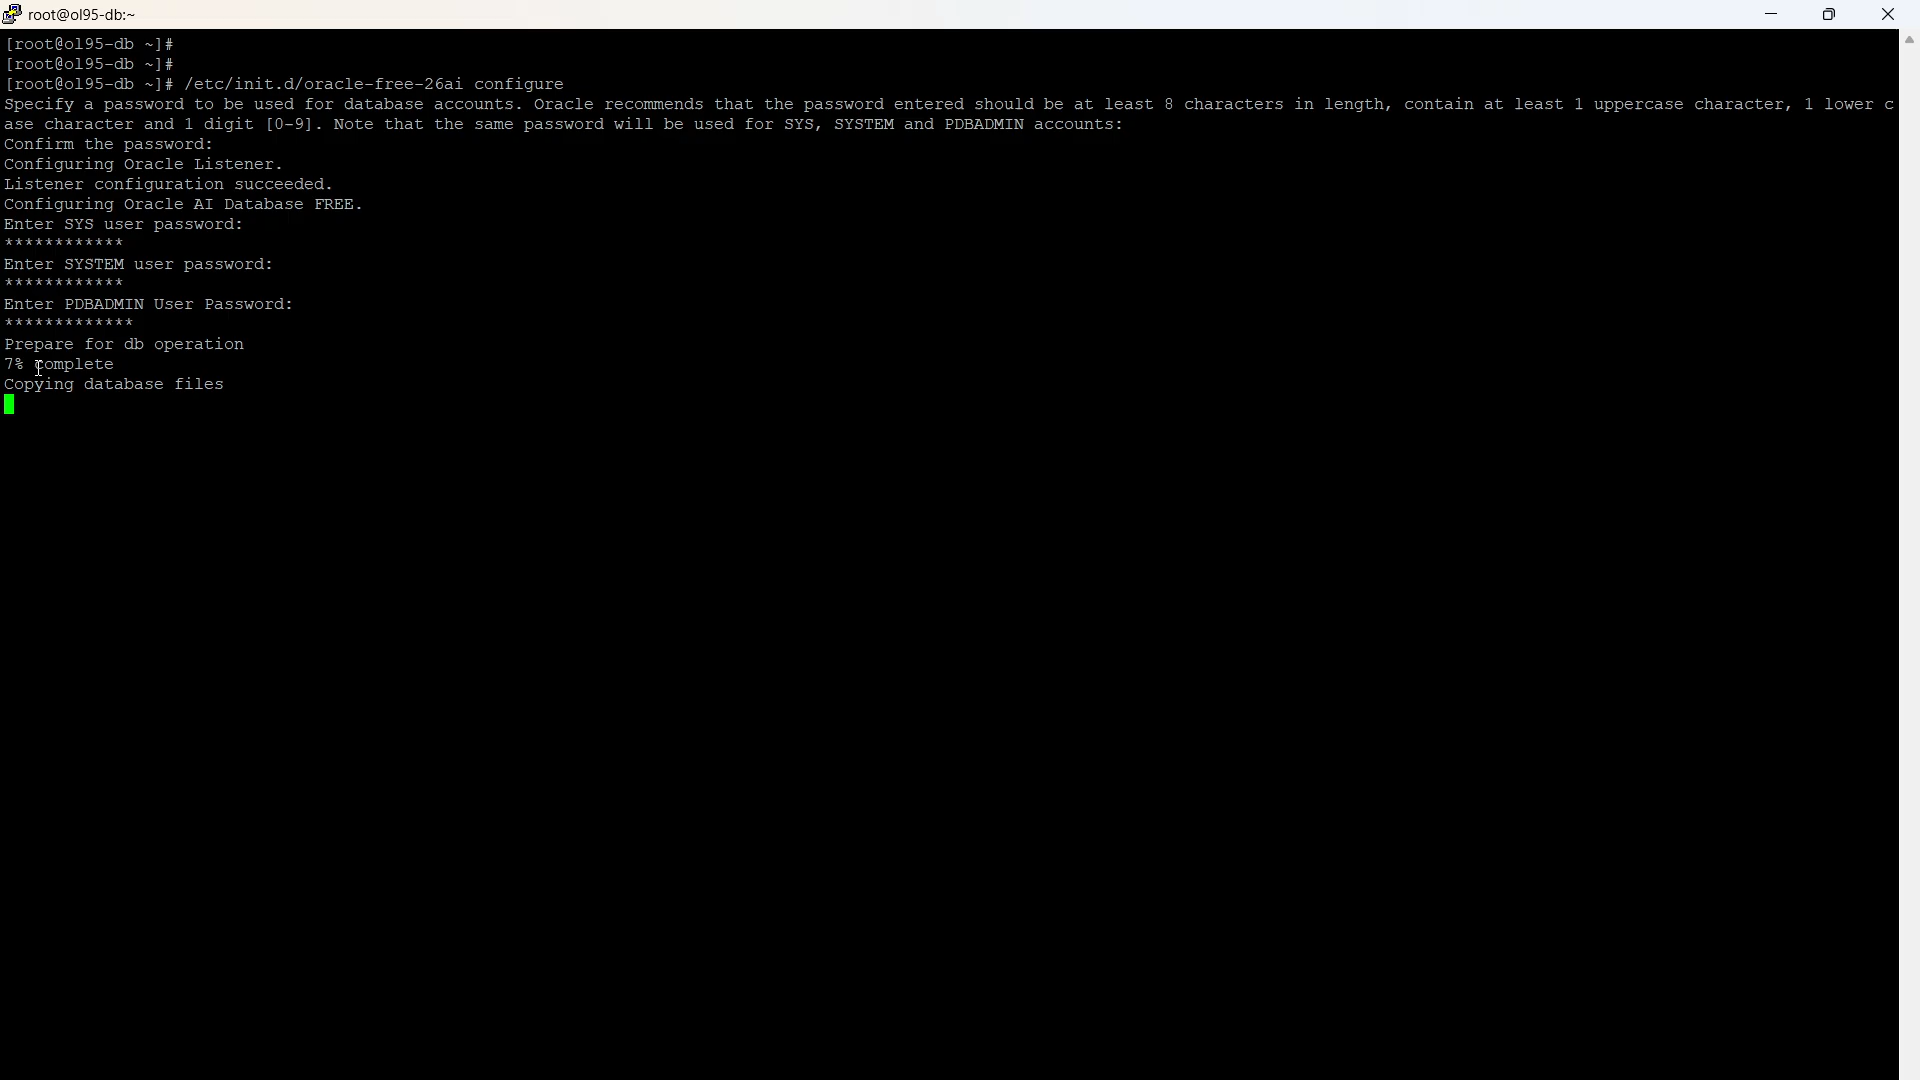 root@ol95-db:~
[root@ol95-db ~]#
[root@ol95-db ~]#
[root@ol95-db ~]# /etc/init.d/oracle-free-26ai configure
Specify a password to be used for database accounts. Oracle recommends that the password entered should be at least 8 characters in length, contain at least 1 uppercase character, 1 lower c
ase character and 1 digit [0-9]. Note that the same password will be used for SYS, SYSTEM and PDBADMIN accounts:
Confirm the password:
Configuring Oracle Listener.
Listener configuration succeeded.
Configuring Oracle AI Database FREE.
Enter SYS user password:
************
Enter SYSTEM user password:
************
Enter PDBADMIN User Password:
*************
Prepare for db operation
7% complete
Copying database files